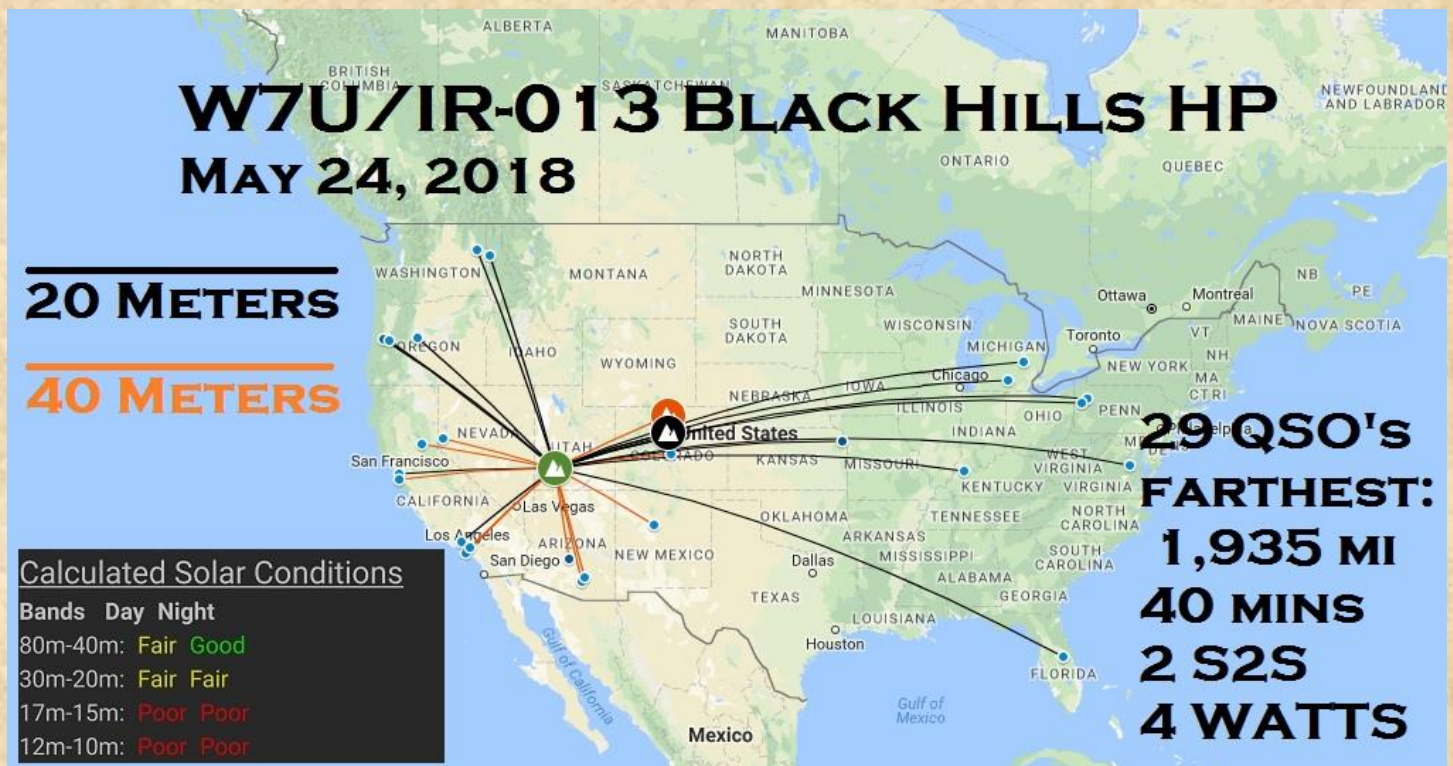 ALBERTA
MANITOBA
BRITISH
COLUMBIA
SASKATCHEWAN
NEWFOUNDLAND
AND LABRADOR
W7U/IR-013 BLACK HILLS HP
MAY 24, 2018
ONTARIO
QUEBEC
WASHINGTON
MONTANA
NORTH
DAKOTA
MINNESOTA
Ottawa
Montreal
NB
PE
20 METERS
OREGON
IDAHO
WYOMING
SOUTH
DAKOTA
WISCONSIN
MICHIGAN
Toronto
VT
MAINE
NOVA SCOTIA
NH
NEW YORK
MA
CT RI
40 METERS
NEBRASKA
IOWA
Chicago
ILLINOIS
INDIANA
OHIO
PENN
Philadelphia
NEVADA
UTAH
COLORADO
United States
KANSAS
MISSOURI
WEST
VIRGINIA
KENTUCKY
VIRGINIA
San Francisco
CALIFORNIA
Las Vegas
Los Angeles
San Diego
ARIZONA
NEW MEXICO
OKLAHOMA
ARKANSAS
TENNESSEE
NORTH
CAROLINA
SOUTH
CAROLINA
Dallas
MISSISSIPPI
ALABAMA
GEORGIA
TEXAS
LOUISIANA
Houston
FLORIDA
Gulf of California
Gulf of
Mexico
Mexico
29 QSO's
FARTHEST:
1,935 MI
40 MINS
2 S2S
4 WATTS
Calculated Solar Conditions
Bands Day Night
80m-40m: Fair Good
30m-20m: Fair Fair
17m-15m: Poor Poor
12m-10m: Poor Poor